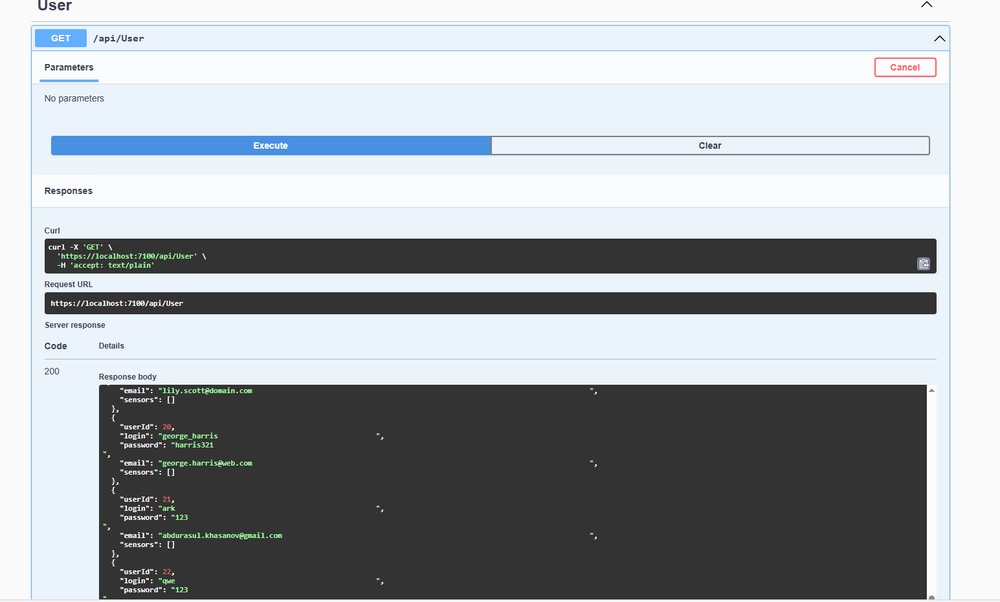 User
GET /api/User
Parameters
Cancel
No parameters
Execute
Clear
Responses
Curl
curl -X 'GET' \
'https://localhost:7100/api/User' \
-H 'accept: text/plain'
Request URL
https://localhost:7100/api/User
Server response
Code Details
200
Response body
"email": "lily.scott@domain.com ",
"sensors": []
},
{
"userId": 20,
"login": "george_harris ",
"password": "harris321
",
"email": "george.harris@web.com ",
"sensors": []
},
{
"userId": 21,
"login": "ark ",
"password": "123
",
"email": "abdurasul.khasanov@gmail.com ",
"sensors": []
},
{
"userId": 22,
"login": "qwe ",
"password": "123
"